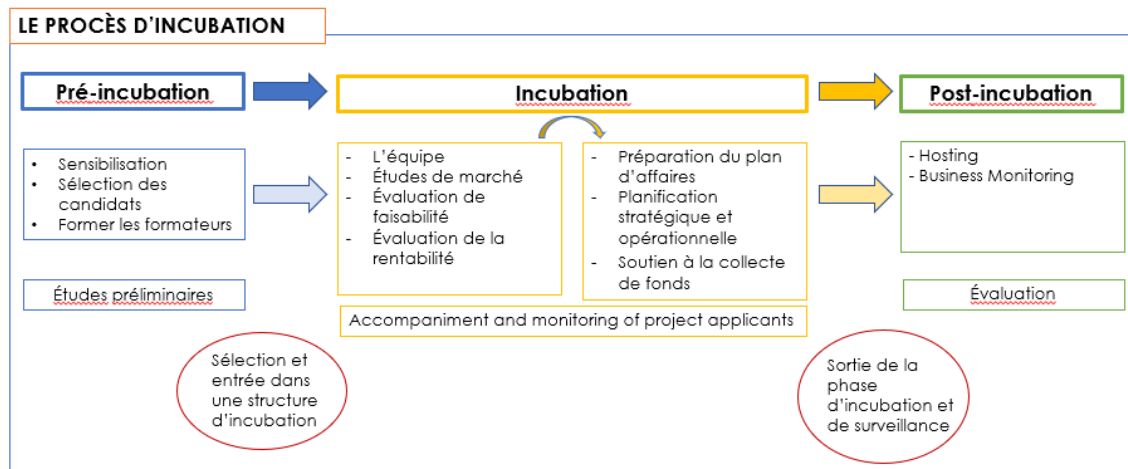 LE PROCÈS D'INCUBATION
Pré-incubation
Incubation
Post-incubation
• Sensibilisation
• Sélection des
candidats
• Former les formateurs
- L'équipe
- Études de marché
- Évaluation de
faisabilité
- Évaluation de la
rentabilité
- Préparation du plan
d'affaires
- Planification
stratégique et
opérationnelle
- Soutien à la collecte
de fonds
- Hosting
- Business Monitoring
Études préliminaires
Accompaniment and monitoring of project applicants
Évaluation
Sélection et
entrée dans
une structure
d'incubation
Sortie de la
phase
d'incubation et
de surveillance